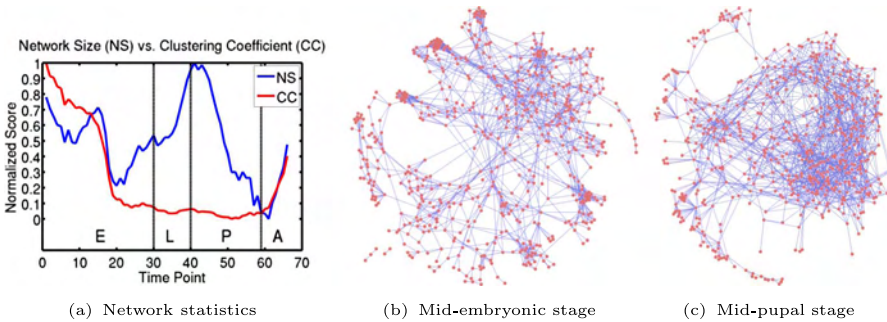 Network Size (NS) vs. Clustering Coefficient (CC)
1
0.9
0.8
0.7
0.6
0.5
0.4
0.3
0.2
0.1
0
Normalized Score
NS
CC
E
L
P
A
0 10 20 30 40 50 60 70
Time Point
(a) Network statistics
(b) Mid-embryonic stage
(c) Mid-pupal stage